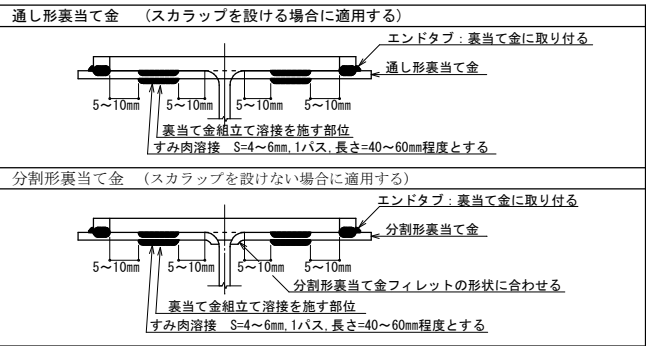 通し形裏当て金 (スカラップを設ける場合に適用する)
エンドタブ：裏当て金に取り付る
通し形裏当て金
5～10mm 5～10mm 5～10mm 5～10mm
裏当て金組立て溶接を施す部位
すみ肉溶接 S=4～6mm,1パス,長さ=40～60mm程度とする
分割形裏当て金 (スカラップを設けない場合に適用する)
エンドタブ：裏当て金に取り付る
分割形裏当て金
5～10mm 5～10mm 5～10mm 5～10mm
分割形裏当て金フィレットの形状に合わせる
裏当て金組立て溶接を施す部位
すみ肉溶接 S=4～6mm,1パス,長さ=40～60mm程度とする